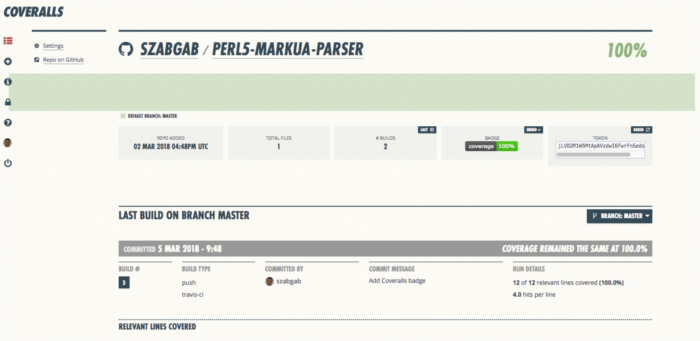 COVERALLS
Settings
Repo on GitHub
SZABGAB / PERL5-MARKUA-PARSER
100%
DEFAULT BRANCH: MASTER
REPO ADDED
02 MAR 2018 04:48PM UTC
TOTAL FILES
1
LAST
# BUILDS
2
EMBED
BADGE
coverage 100%
REGEN
TOKEN
LAST BUILD ON BRANCH MASTER
BRANCH: MASTER
COMMITTED 5 MAR 2018 - 9:48
COVERAGE REMAINED THE SAME AT 100.0%
BUILD #
5
BUILD TYPE
push
travis-ci
COMMITTED BY
szabgab
COMMIT MESSAGE
Add Coveralls badge
RUN DETAILS
12 of 12 relevant lines covered (100.0%)
4.0 hits per line
RELEVANT LINES COVERED